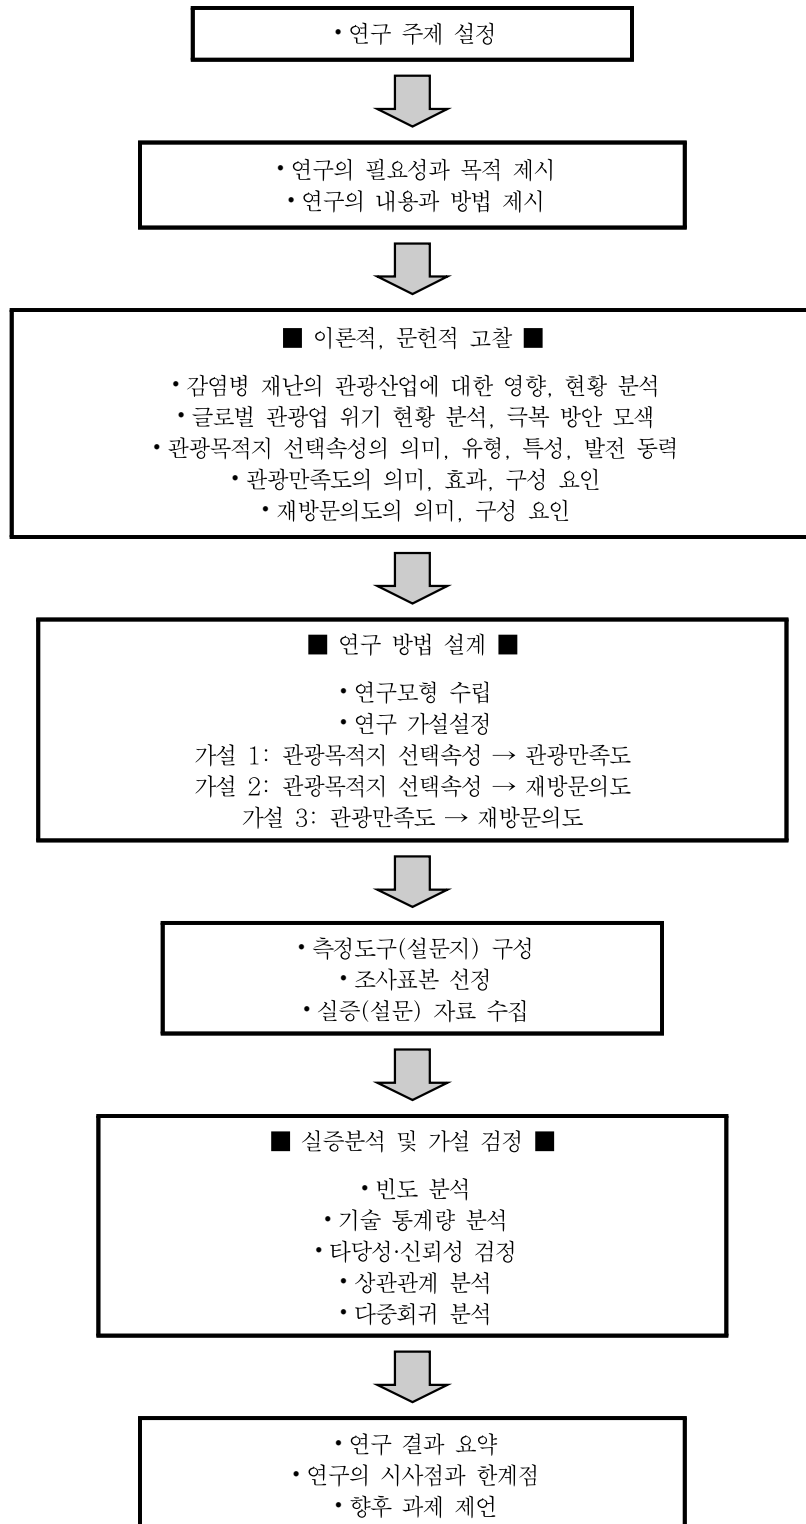 • 연구 주제 설정
• 연구의 필요성과 목적 제시
• 연구의 내용과 방법 제시
■ 이론적, 문헌적 고찰 ■
• 감염병 재난의 관광산업에 대한 영향, 현황 분석
• 글로벌 관광업 위기 현황 분석, 극복 방안 모색
• 관광목적지 선택속성의 의미, 유형, 특성, 발전 동력
• 관광만족도의 의미, 효과, 구성 요인
• 재방문의도의 의미, 구성 요인
■ 연구 방법 설계 ■
• 연구모형 수립
• 연구 가설설정
가설 1: 관광목적지 선택속성 → 관광만족도
가설 2: 관광목적지 선택속성 → 재방문의도
가설 3: 관광만족도 → 재방문의도
• 측정도구(설문지) 구성
• 조사표본 선정
• 실증(설문) 자료 수집
■ 실증분석 및 가설 검정 ■
• 빈도 분석
• 기술 통계량 분석
• 타당성·신뢰성 검정
• 상관관계 분석
• 다중회귀 분석
• 연구 결과 요약
• 연구의 시사점과 한계점
• 향후 과제 제언